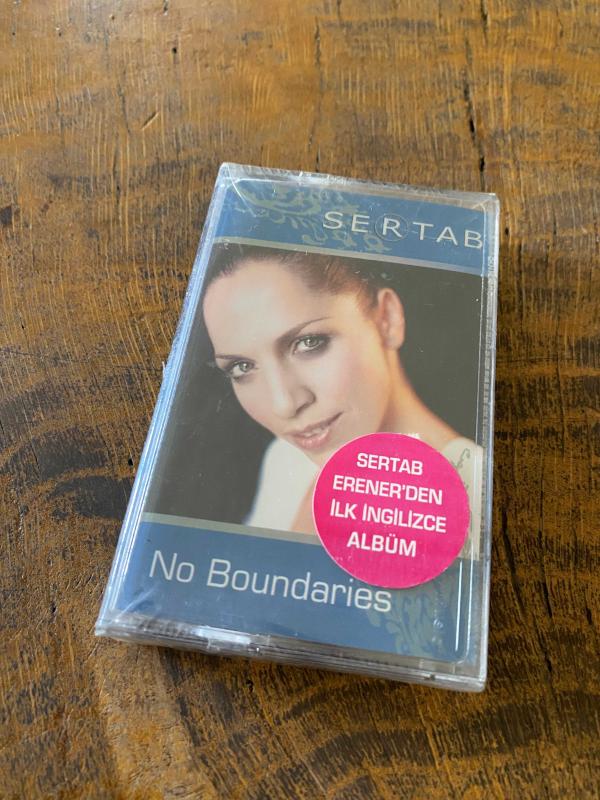 SERTAB
SERTAB
ERENER'DEN
İLK İNGİLİZCE
ALBÜM
No Boundaries